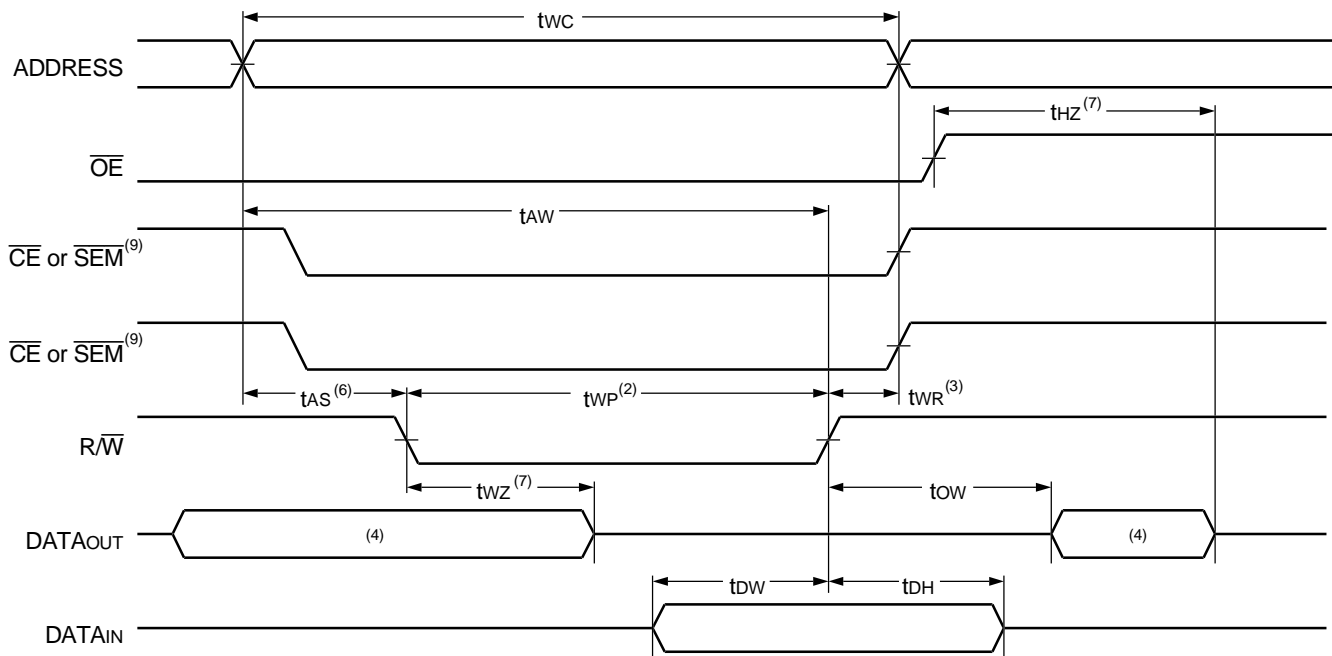 tWC
ADDRESS
tHZ(7)
OE
tAW
CE or SEM(9)
CE or SEM(9)
tAS(6) tWP(2) tWR(3)
R/W
tWZ(7) tOW
DATAOUT (4) (4)
tDW tDH
DATAIN